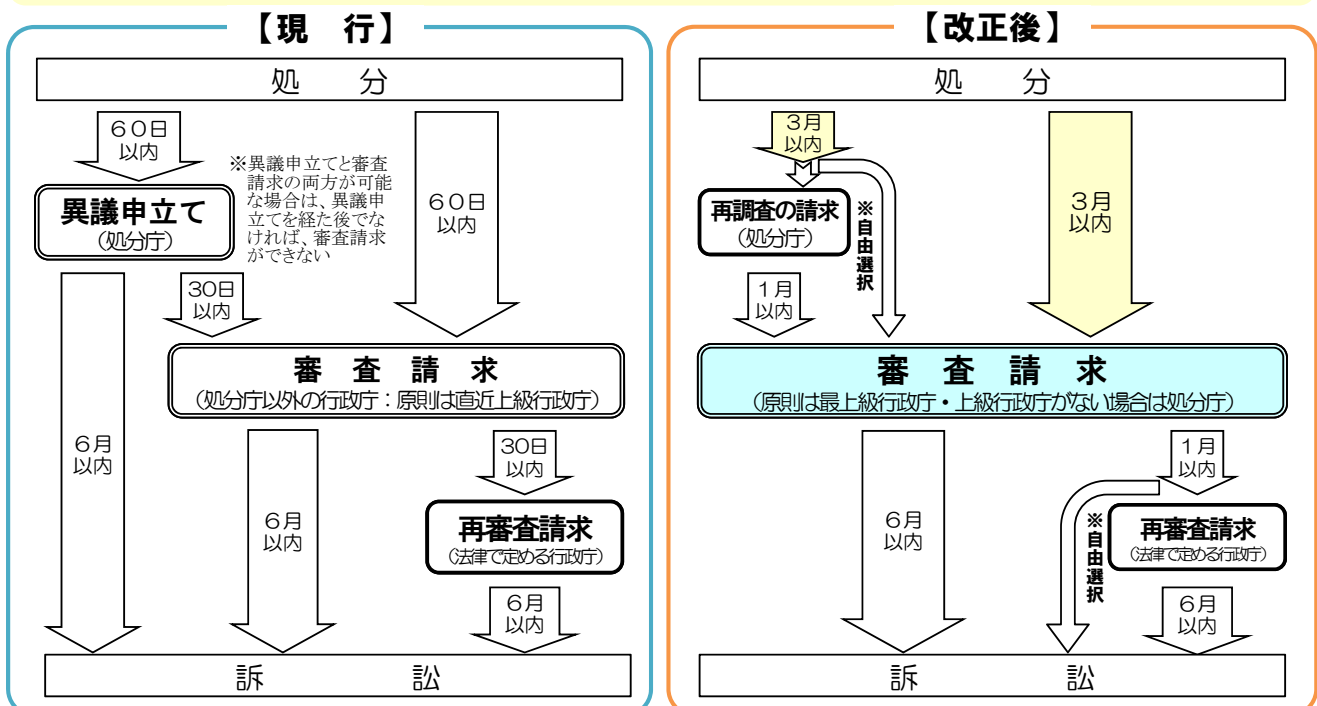 【現 行】
処 分
６０日
以内
※異議申立てと審査
請求の両方が可能
な場合は、異議申
立てを経た後でな
ければ、審査請求
ができない
６０日
以内
異議申立て
（処分庁）
30日
以内
審 査 請 求
（処分庁以外の行政庁：原則は直近上級行政庁）
６月
以内
６月
以内
30日
以内
再審査請求
（法律で定める行政庁）
６月
以内
訴 訟
【改正後】
処 分
３月
以内
３月
以内
再調査の請求
（処分庁）
※自由選択
１月
以内
審 査 請 求
（原則は最上級行政庁・上級行政庁がない場合は処分庁）
６月
以内
１月
以内
※自由選択
再審査請求
（法律で定める行政庁）
６月
以内
訴 訟